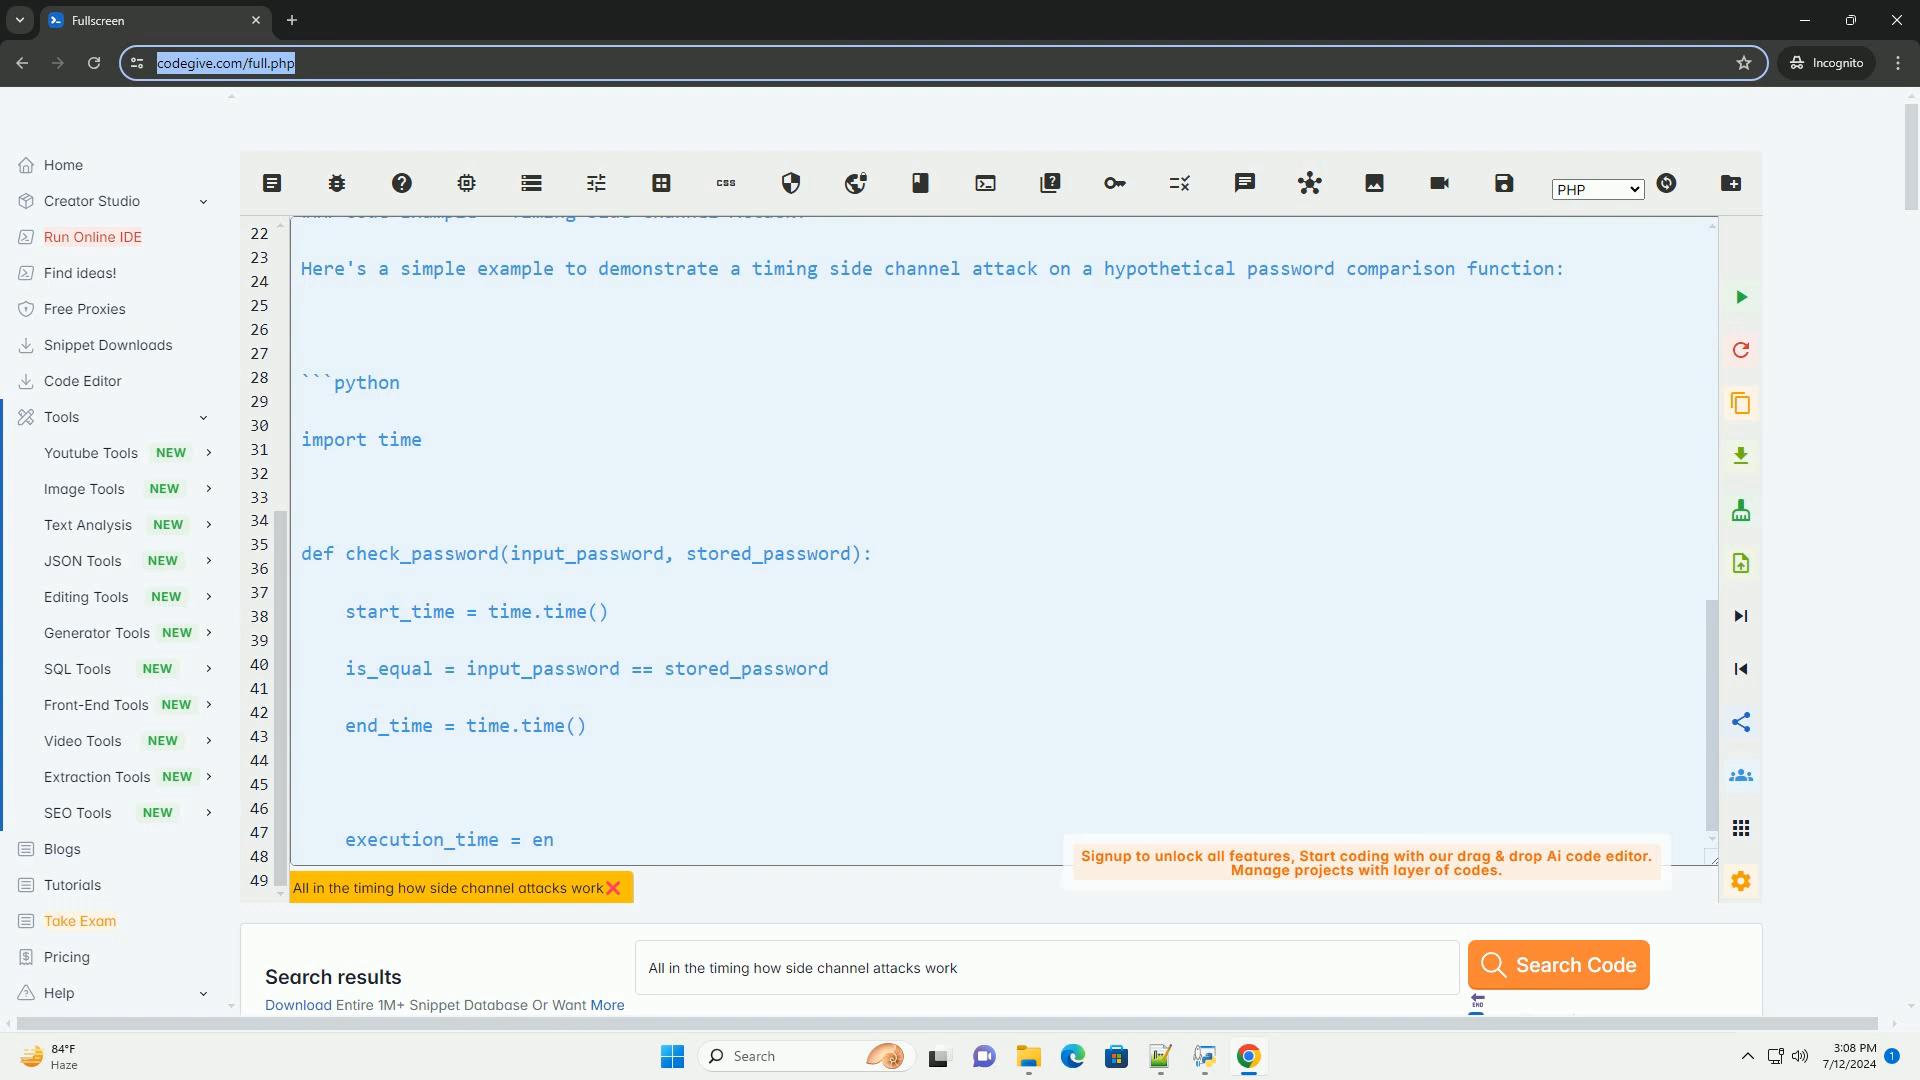 Fullscreen
codegive.com/full.php
Incognito
Home
Creator Studio
Run Online IDE
Find ideas!
Free Proxies
Snippet Downloads
Code Editor
Tools
Youtube Tools NEW
Image Tools NEW
Text Analysis NEW
JSON Tools NEW
Editing Tools NEW
Generator Tools NEW
SQL Tools NEW
Front-End Tools NEW
Video Tools NEW
Extraction Tools NEW
SEO Tools NEW
Blogs
Tutorials
Take Exam
Pricing
Help
css
PHP
22
23
24
25
26
27
28
29
30
31
32
33
34
35
36
37
38
39
40
41
42
43
44
45
46
47
48
49
Here's a simple example to demonstrate a timing side channel attack on a hypothetical password comparison function:
```python
import time
def check_password(input_password, stored_password):
start_time = time.time()
is_equal = input_password == stored_password
end_time = time.time()
execution_time = en
Signup to unlock all features, Start coding with our drag & drop Ai code editor.
Manage projects with layer of codes.
All in the timing how side channel attacks work
Search results
Download Entire 1M+ Snippet Database Or Want More
All in the timing how side channel attacks work
Search Code
END
84°F
Haze
Search
3:08 PM
7/12/2024
1